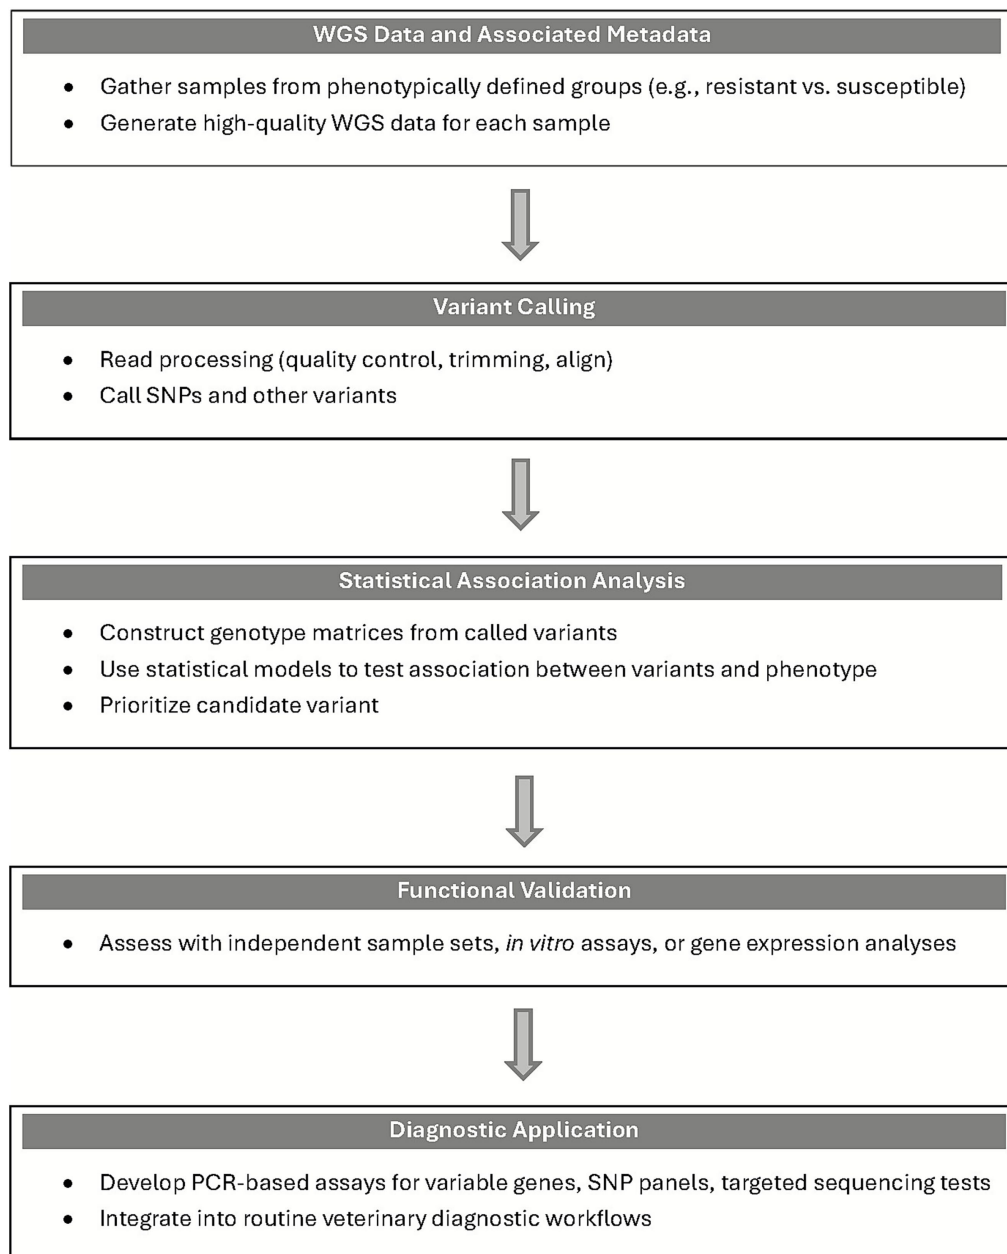 WGS Data and Associated Metadata
• Gather samples from phenotypically defined groups (e.g., resistant vs. susceptible)
• Generate high-quality WGS data for each sample
Variant Calling
• Read processing (quality control, trimming, align)
• Call SNPs and other variants
Statistical Association Analysis
• Construct genotype matrices from called variants
• Use statistical models to test association between variants and phenotype
• Prioritize candidate variant
Functional Validation
• Assess with independent sample sets, in vitro assays, or gene expression analyses
Diagnostic Application
• Develop PCR-based assays for variable genes, SNP panels, targeted sequencing tests
• Integrate into routine veterinary diagnostic workflows